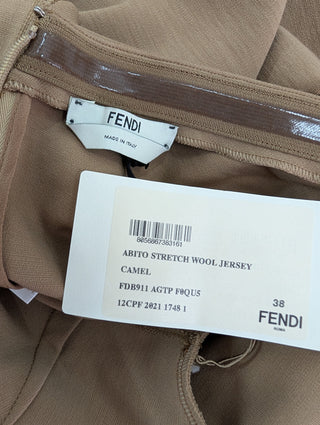 FENDI
MADE IN ITALY
8056867383161
ABITO STRETCH WOOL JERSEY
CAMEL
FDB911 AGTP F0QU5
12CPF 2021 1748 1
38
FENDI
ROMA